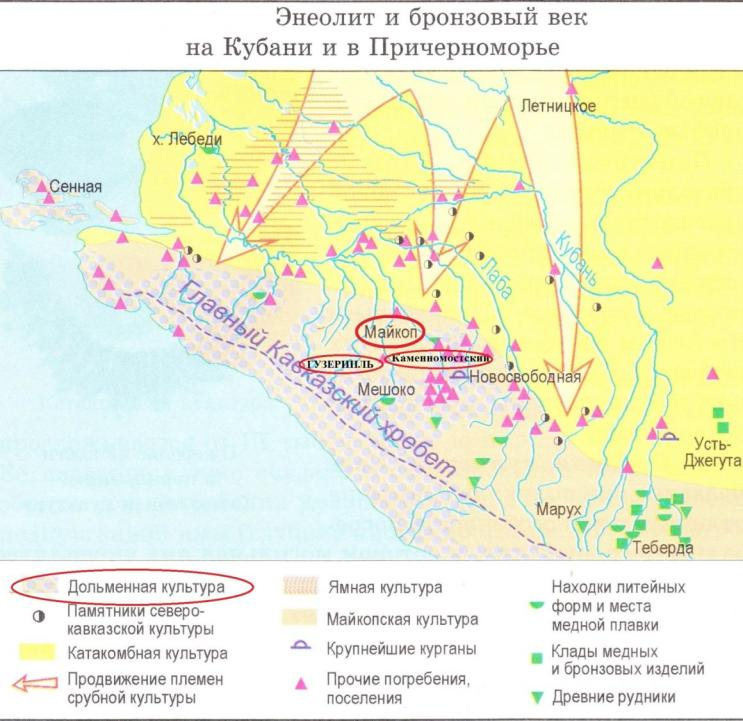 Энеолит и бронзовый век
на Кубани и в Причерноморье
Летницкое
х. Лебеди
Сенная
Кубань
Лаба
Главный Кавказский хребет
Майкоп
ГУЗЕРИПЛЬ
Каменномостский
Новосвободная
Мешоко
Усть-
Джегута
Марух
Теберда
Дольменная культура
Памятники северо-
кавказской культуры
Катакомбная культура
Продвижение племен
срубной культуры
Ямная культура
Майкопская культура
Крупнейшие курганы
Прочие погребения,
поселения
Находки литейных
форм и места
медной плавки
Клады медных
и бронзовых изделий
Древние рудники